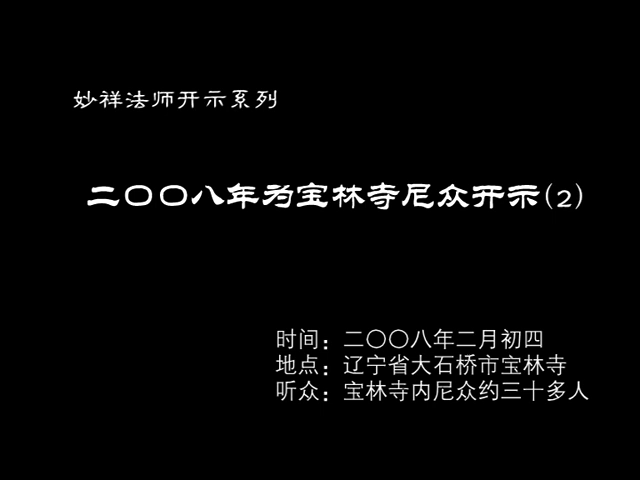 妙祥法师开示系列
二〇〇八年为宝林寺尼众开示(2)
时间：二〇〇八年二月初四
地点：辽宁省大石桥市宝林寺
听众：宝林寺内尼众约三十多人